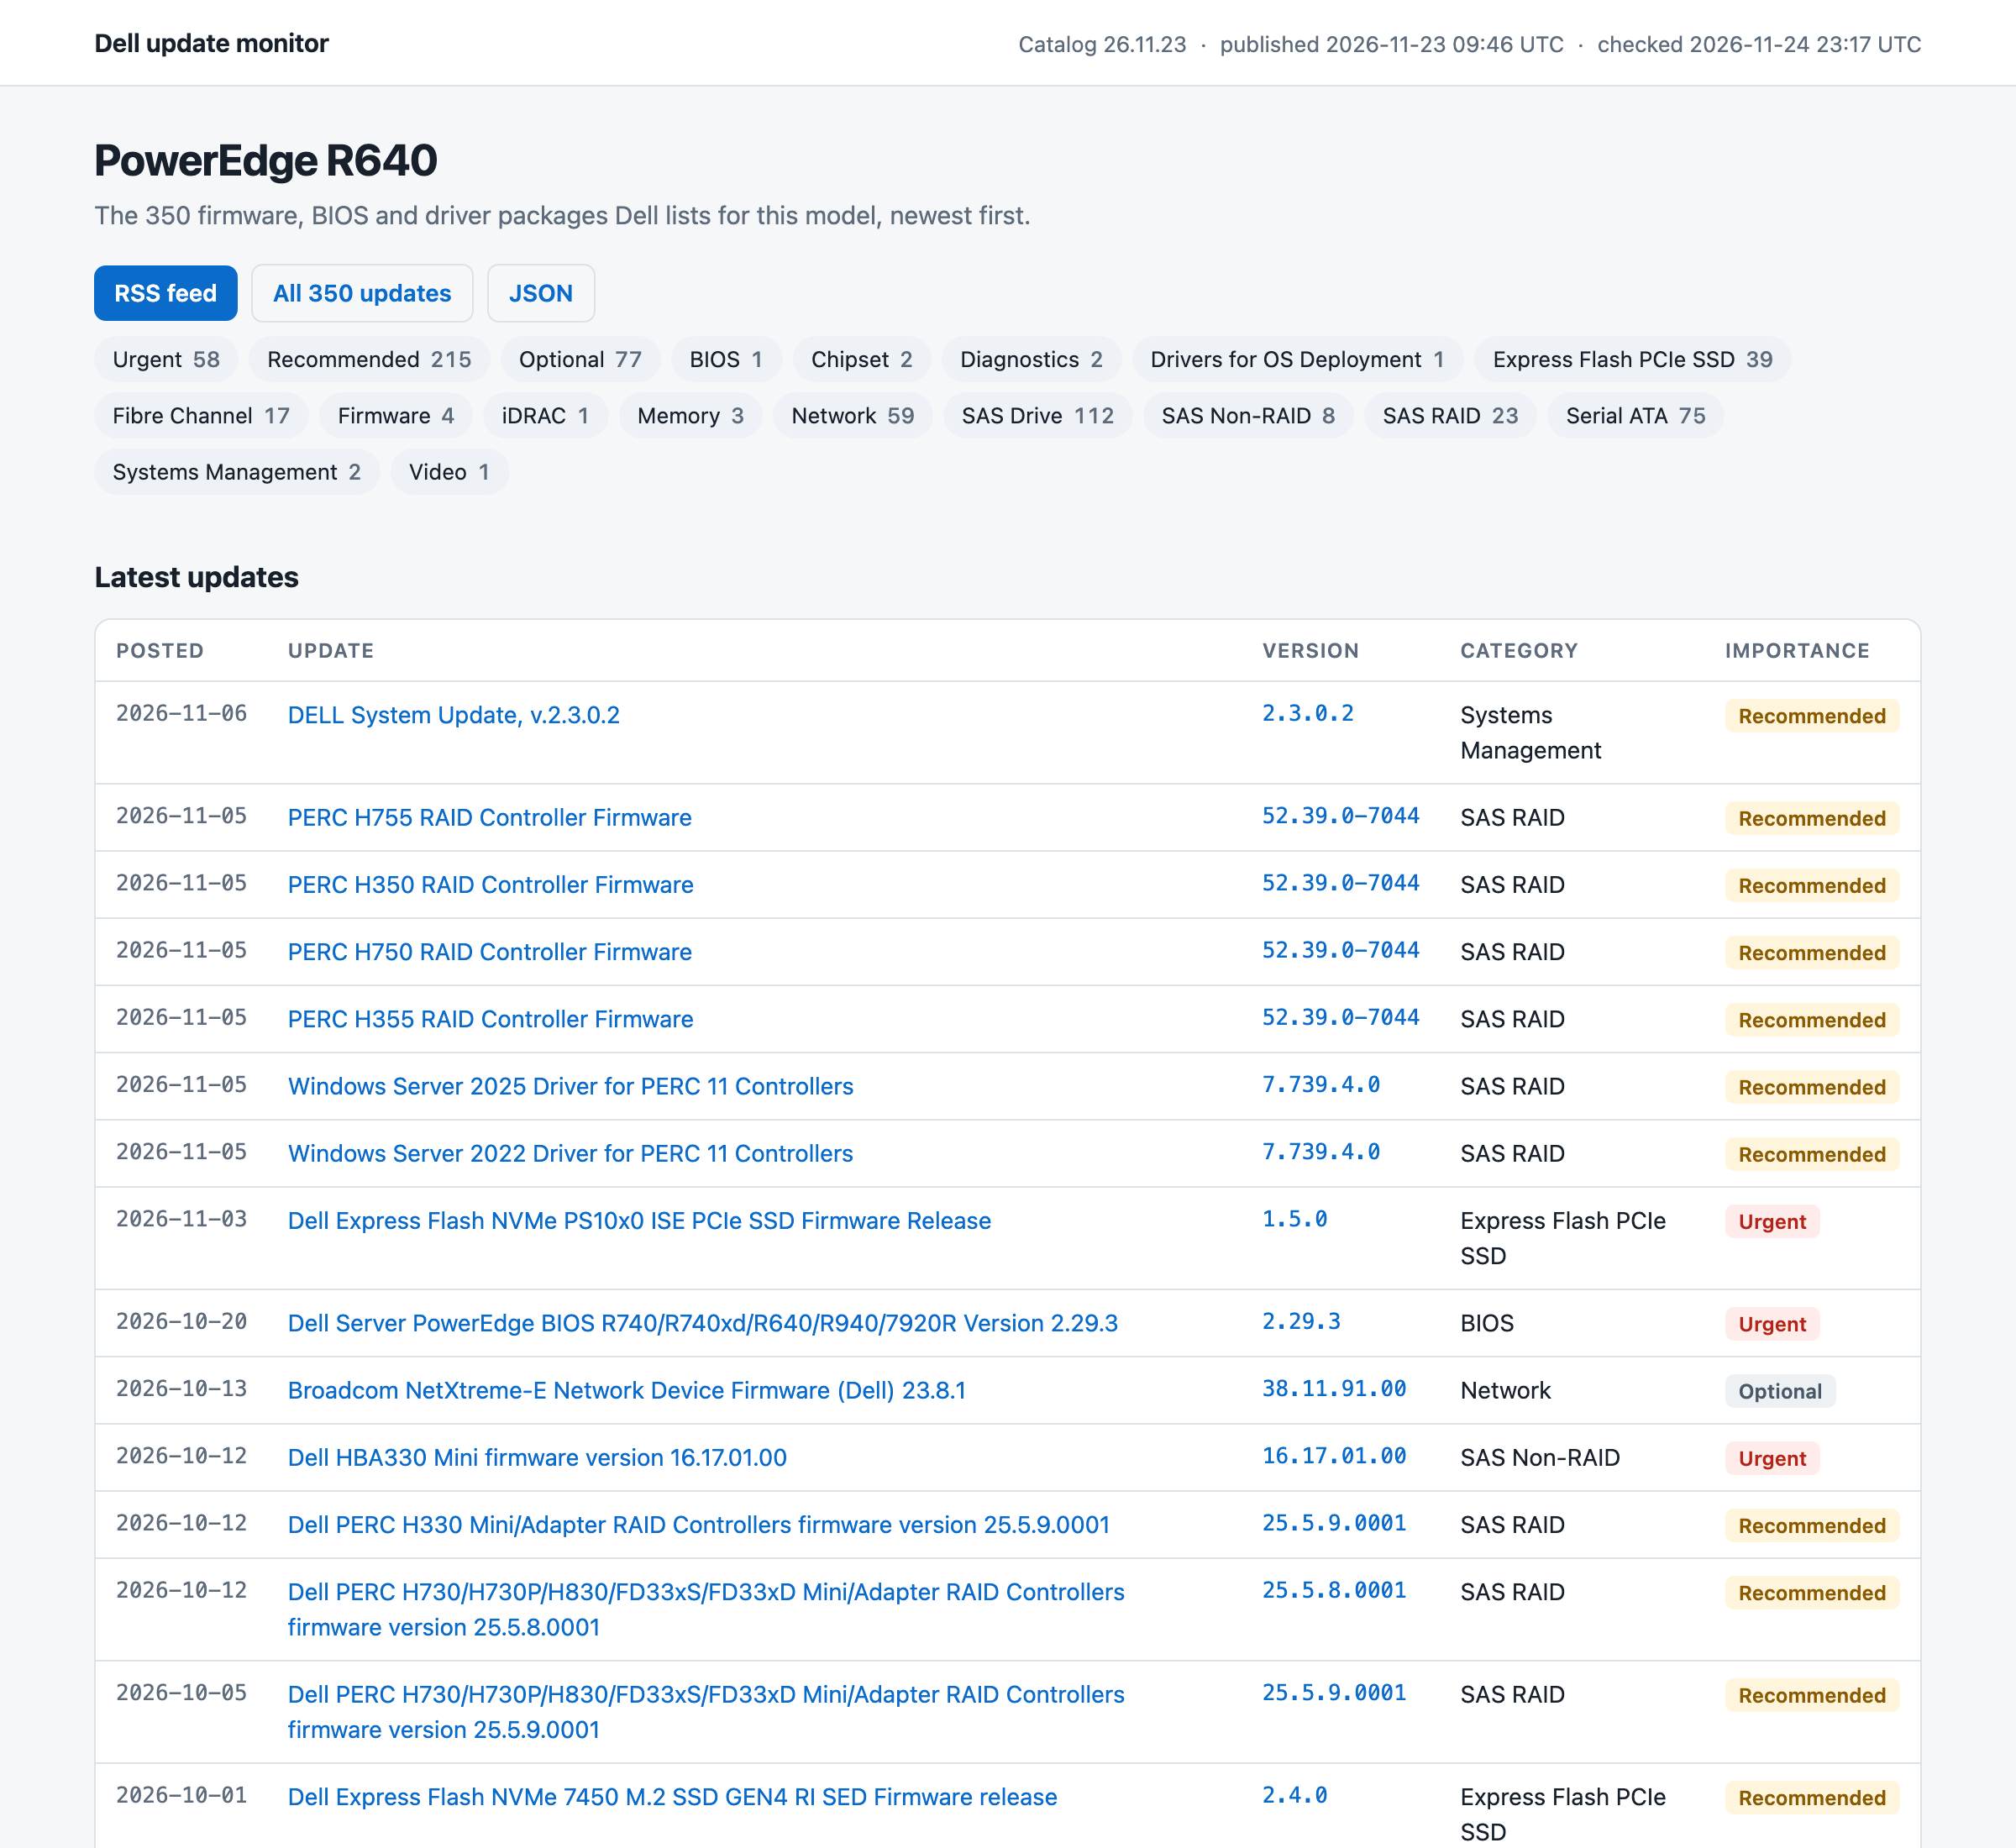 Dell update monitor
Catalog 26.11.23 · published 2026-11-23 09:46 UTC · checked 2026-11-24 23:17 UTC
PowerEdge R640
The 350 firmware, BIOS and driver packages Dell lists for this model, newest first.
RSS feed All 350 updates JSON
Urgent 58 Recommended 215 Optional 77 BIOS 1 Chipset 2 Diagnostics 2 Drivers for OS Deployment 1 Express Flash PCIe SSD 39
Fibre Channel 17 Firmware 4 iDRAC 1 Memory 3 Network 59 SAS Drive 112 SAS Non-RAID 8 SAS RAID 23 Serial ATA 75
Systems Management 2 Video 1
Latest updates
POSTED UPDATE VERSION CATEGORY IMPORTANCE
2026-11-06 DELL System Update, v.2.3.0.2 2.3.0.2 Systems Recommended
Management
2026-11-05 PERC H755 RAID Controller Firmware 52.39.0-7044 SAS RAID Recommended
2026-11-05 PERC H350 RAID Controller Firmware 52.39.0-7044 SAS RAID Recommended
2026-11-05 PERC H750 RAID Controller Firmware 52.39.0-7044 SAS RAID Recommended
2026-11-05 PERC H355 RAID Controller Firmware 52.39.0-7044 SAS RAID Recommended
2026-11-05 Windows Server 2025 Driver for PERC 11 Controllers 7.739.4.0 SAS RAID Recommended
2026-11-05 Windows Server 2022 Driver for PERC 11 Controllers 7.739.4.0 SAS RAID Recommended
2026-11-03 Dell Express Flash NVMe PS10x0 ISE PCIe SSD Firmware Release 1.5.0 Express Flash PCIe Urgent
SSD
2026-10-20 Dell Server PowerEdge BIOS R740/R740xd/R640/R940/7920R Version 2.29.3 2.29.3 BIOS Urgent
2026-10-13 Broadcom NetXtreme-E Network Device Firmware (Dell) 23.8.1 38.11.91.00 Network Optional
2026-10-12 Dell HBA330 Mini firmware version 16.17.01.00 16.17.01.00 SAS Non-RAID Urgent
2026-10-12 Dell PERC H330 Mini/Adapter RAID Controllers firmware version 25.5.9.0001 25.5.9.0001 SAS RAID Recommended
2026-10-12 Dell PERC H730/H730P/H830/FD33xS/FD33xD Mini/Adapter RAID Controllers 25.5.8.0001 SAS RAID Recommended
firmware version 25.5.8.0001
2026-10-05 Dell PERC H730/H730P/H830/FD33xS/FD33xD Mini/Adapter RAID Controllers 25.5.9.0001 SAS RAID Recommended
firmware version 25.5.9.0001
2026-10-01 Dell Express Flash NVMe 7450 M.2 SSD GEN4 RI SED Firmware release 2.4.0 Express Flash PCIe Recommended
SSD